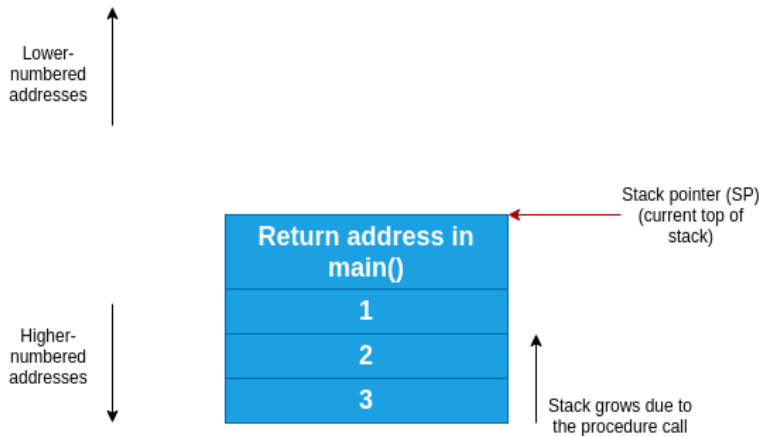 Lower-
numbered
addresses
Stack pointer (SP)
(current top of
stack)
Return address in
main()
1
2
3
Higher-
numbered
addresses
Stack grows due to
the procedure call